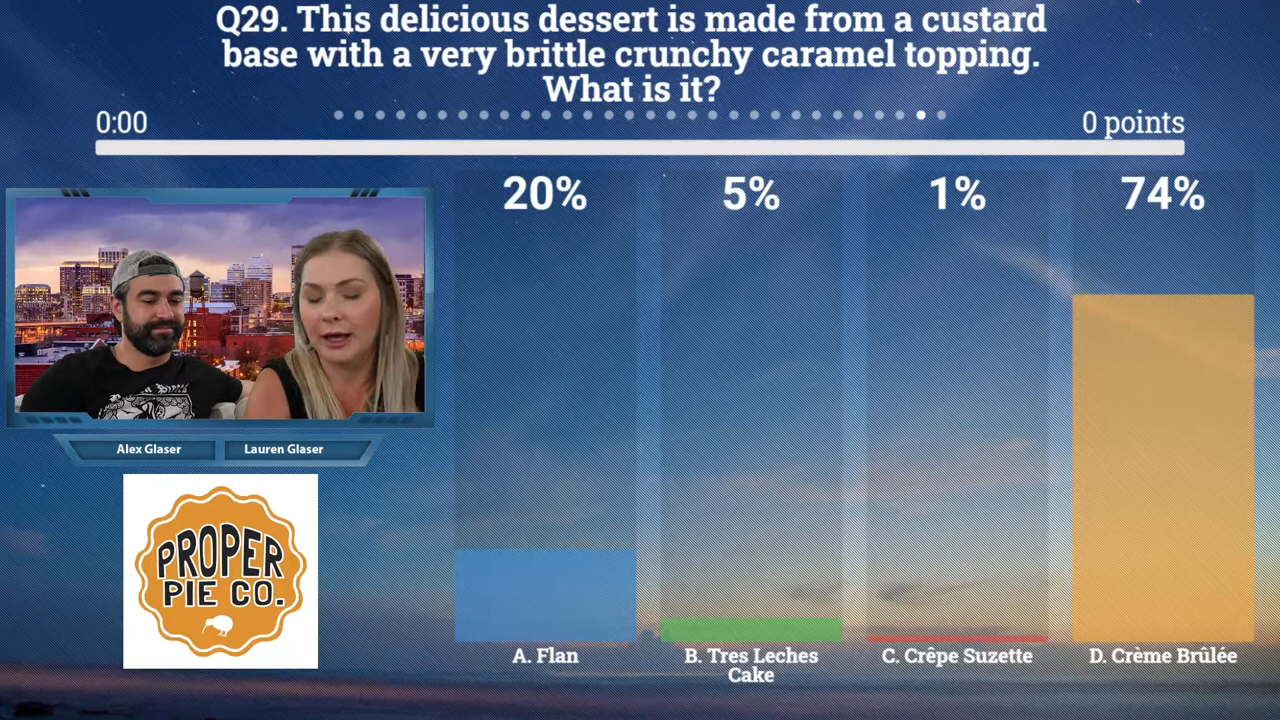 Q29. This delicious dessert is made from a custard
base with a very brittle crunchy caramel topping.
What is it?
0:00
0 points
20%
5%
1%
74%
Alex Glaser
Lauren Glaser
PROPER
PIE CO.
A. Flan
B. Tres Leches
Cake
C. Crêpe Suzette
D. Crème Brûlée